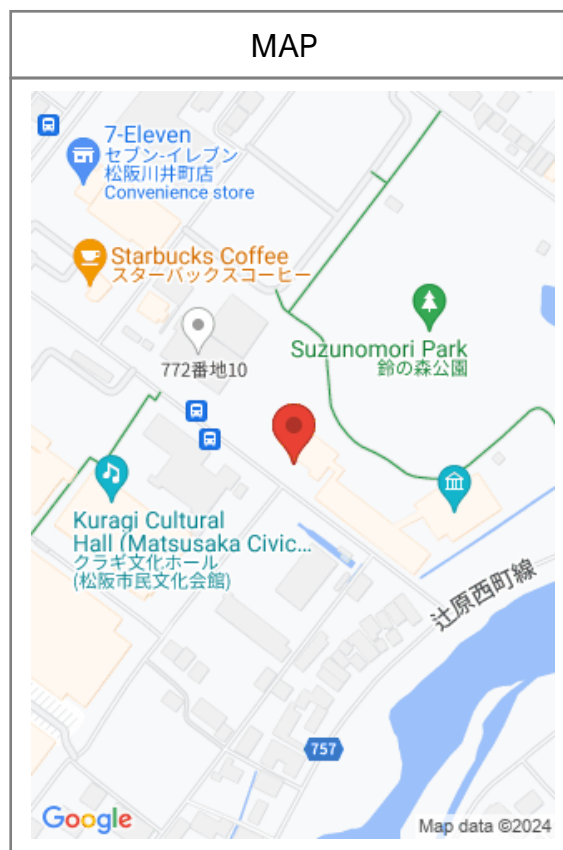 MAP
7-Eleven
セブン-イレブン
松阪川井町店
Convenience store
Starbucks Coffee
スターバックスコーヒー
772番地10
Suzunomori Park
鈴の森公園
Kuragi Cultural
Hall (Matsusaka Civic...
クラギ文化ホール
(松阪市民文化会館)
辻原西町線
757
Google
Map data ©2024